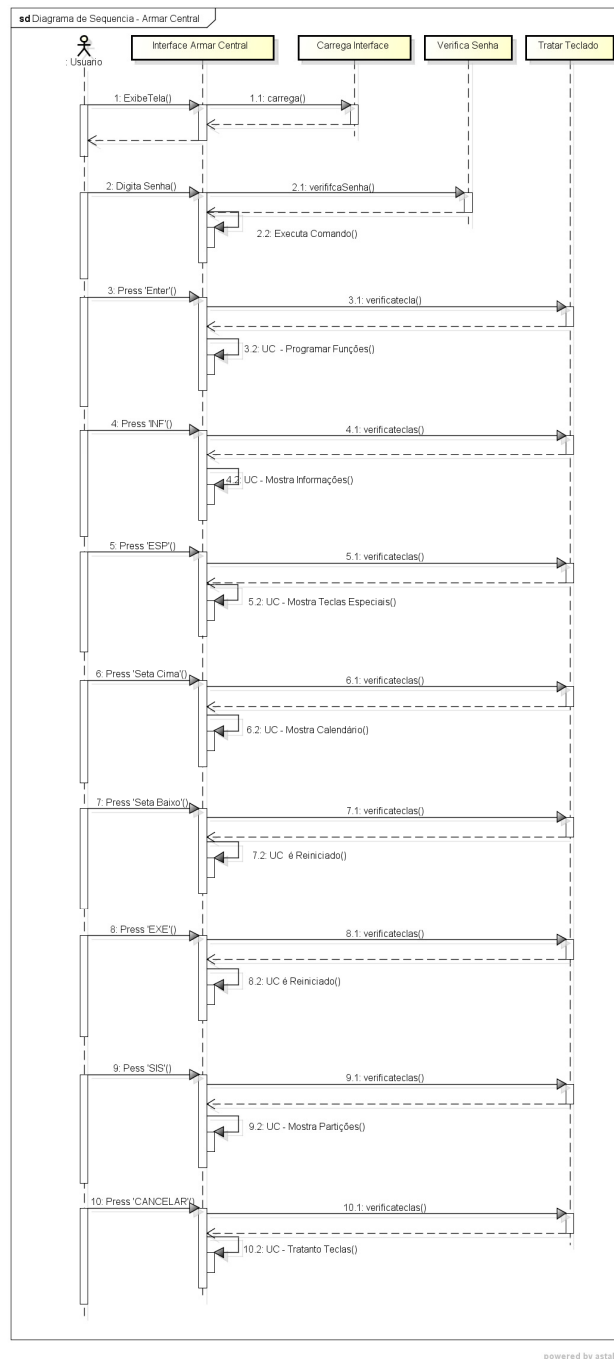 sd Diagrama de Sequencia - Armar Central
: Usuario
Interface Armar Central
Carrega Interface
Verifica Senha
Tratar Teclado
1: ExibeTela()
1.1: carrega()
2: Digita Senha()
2.1: verififcaSenha()
2.2: Executa Comando()
3: Press 'Enter'()
3.1: verificatecla()
3.2: UC - Programar Funções()
4: Press 'INF'()
4.1: verificateclas()
4.2: UC - Mostra Informações()
5: Press 'ESP'()
5.1: verificateclas()
5.2: UC - Mostra Teclas Especiais()
6: Press 'Seta Cima'()
6.1: verificateclas()
6.2: UC - Mostra Calendário()
7: Press 'Seta Baixo'()
7.1: verificateclas()
7.2: UC é Reiniciado()
8: Press 'EXE'()
8.1: verificateclas()
8.2: UC é Reiniciado()
9: Pess 'SIS'()
9.1: verificateclas()
9.2: UC - Mostra Partições()
10: Press 'CANCELAR'()
10.1: verificateclas()
10.2: UC - Tratanto Teclas()
powered by